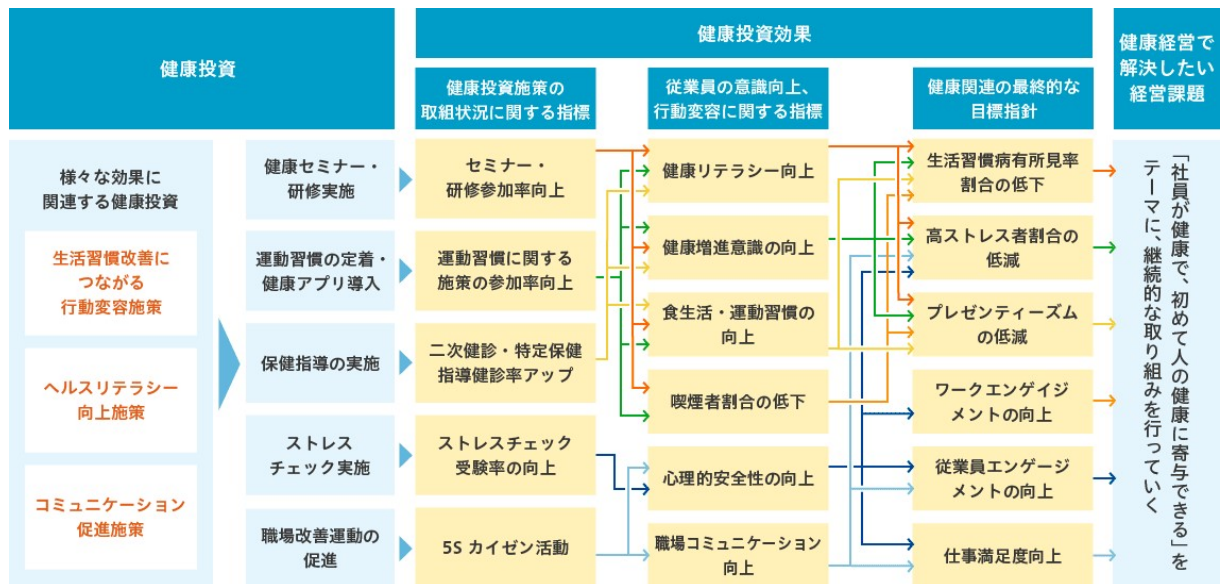 健康投資
健康投資効果
健康経営で
解決したい
経営課題
健康投資施策の
取組状況に関する指標
従業員の意識向上、
行動変容に関する指標
健康関連の最終的な
目標指針
様々な効果に
関連する健康投資
生活習慣改善に
つながる
行動変容施策
ヘルスリテラシー
向上施策
コミュニケーション
促進施策
健康セミナー・
研修実施
運動習慣の定着・
健康アプリ導入
保健指導の実施
ストレス
チェック実施
職場改善運動の
促進
セミナー・
研修参加率向上
運動習慣に関する
施策の参加率向上
二次健診・特定保健
指導健診率アップ
ストレスチェック
受験率の向上
5S カイゼン活動
健康リテラシー向上
健康増進意識の向上
食生活・運動習慣の
向上
喫煙者割合の低下
心理的安全性の向上
職場コミュニケーション
向上
生活習慣病有所見率
割合の低下
高ストレス者割合の
低減
プレゼンティーズム
の低減
ワークエンゲイジ
メントの向上
従業員エンゲージ
メントの向上
仕事満足度向上
「社員が健康で、初めて人の健康に寄与できる」を
テーマに、継続的な取り組みを行っていく